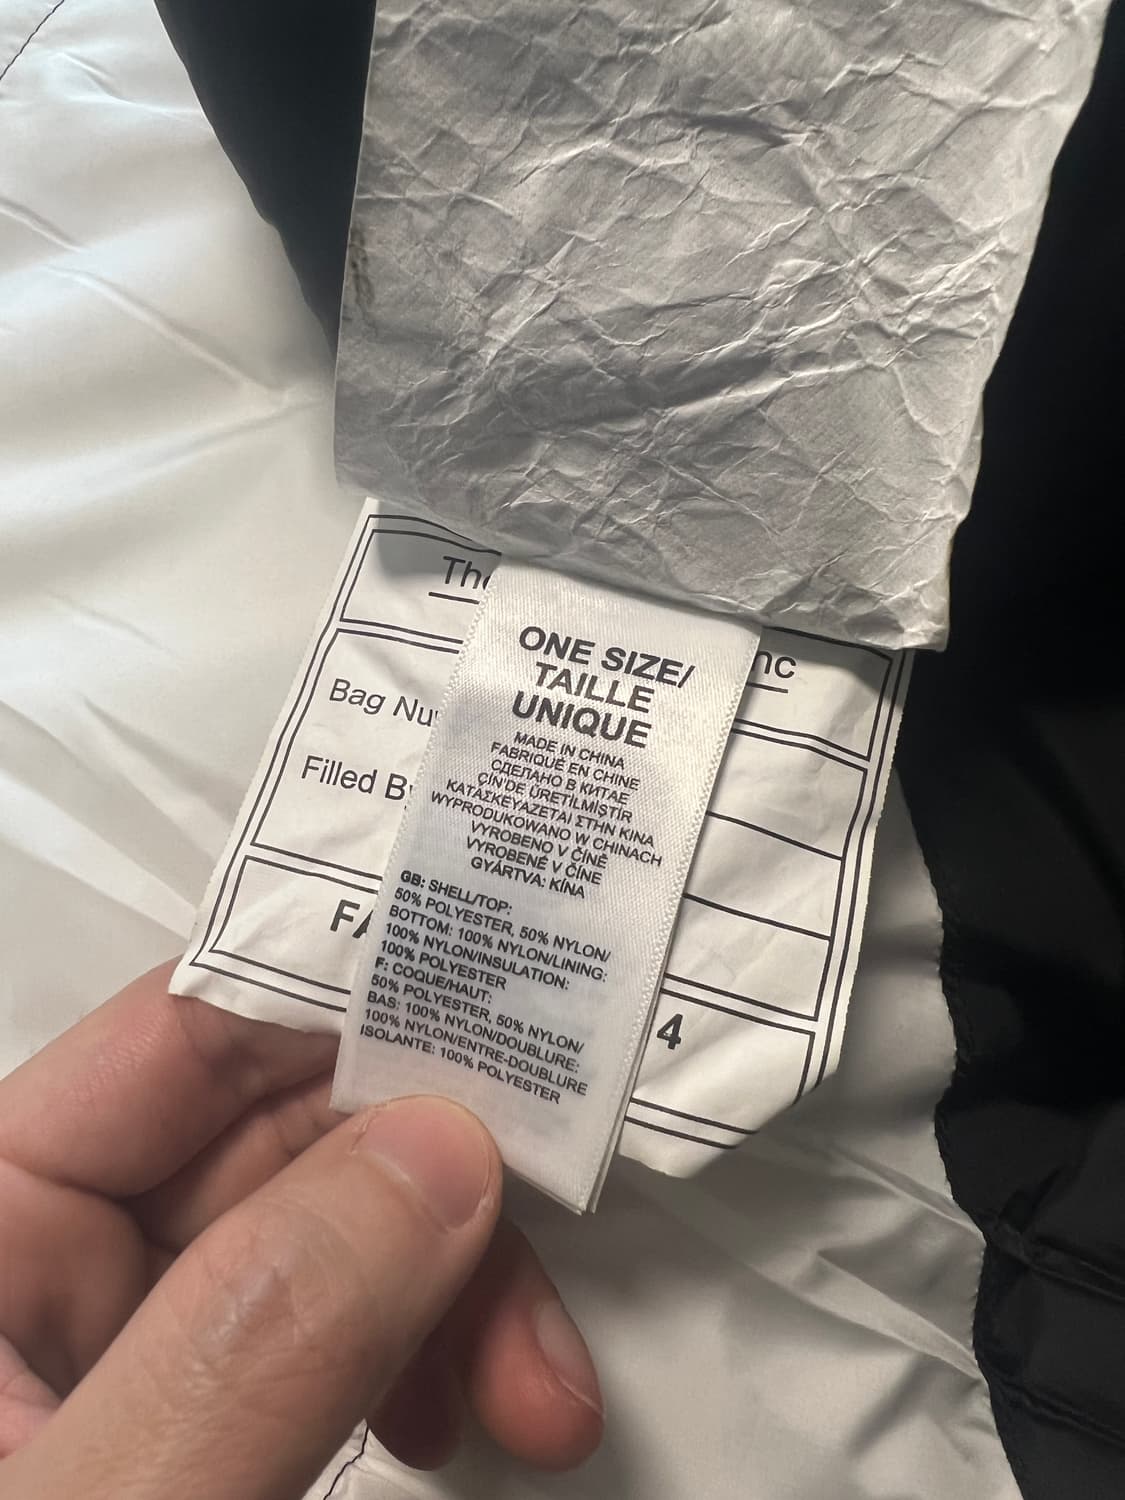 The
nc
Bag Nu
Filled B
FA
4
ONE SIZE/
TAILLE
UNIQUE
MADE IN CHINA
FABRIQUÉ EN CHINE
СДЕЛАНО В КИТАЕ
ÇİN'DE ÜRETİLMİŞTİR
ΚΑΤΑΣΚΕΥΑΖΕΤΑΙ ΣΤΗΝ ΚΙΝΑ
WYPRODUKOWANO W CHINACH
VYROBENO V ČÍNĚ
VYROBENÉ V ČÍNE
GYÁRTVA: KÍNA
GB: SHELL/TOP:
50% POLYESTER, 50% NYLON/
BOTTOM: 100% NYLON/LINING:
100% NYLON/INSULATION:
100% POLYESTER
F: COQUE/HAUT:
50% POLYESTER, 50% NYLON/
BAS: 100% NYLON/DOUBLURE:
100% NYLON/ENTRE-DOUBLURE
ISOLANTE: 100% POLYESTER